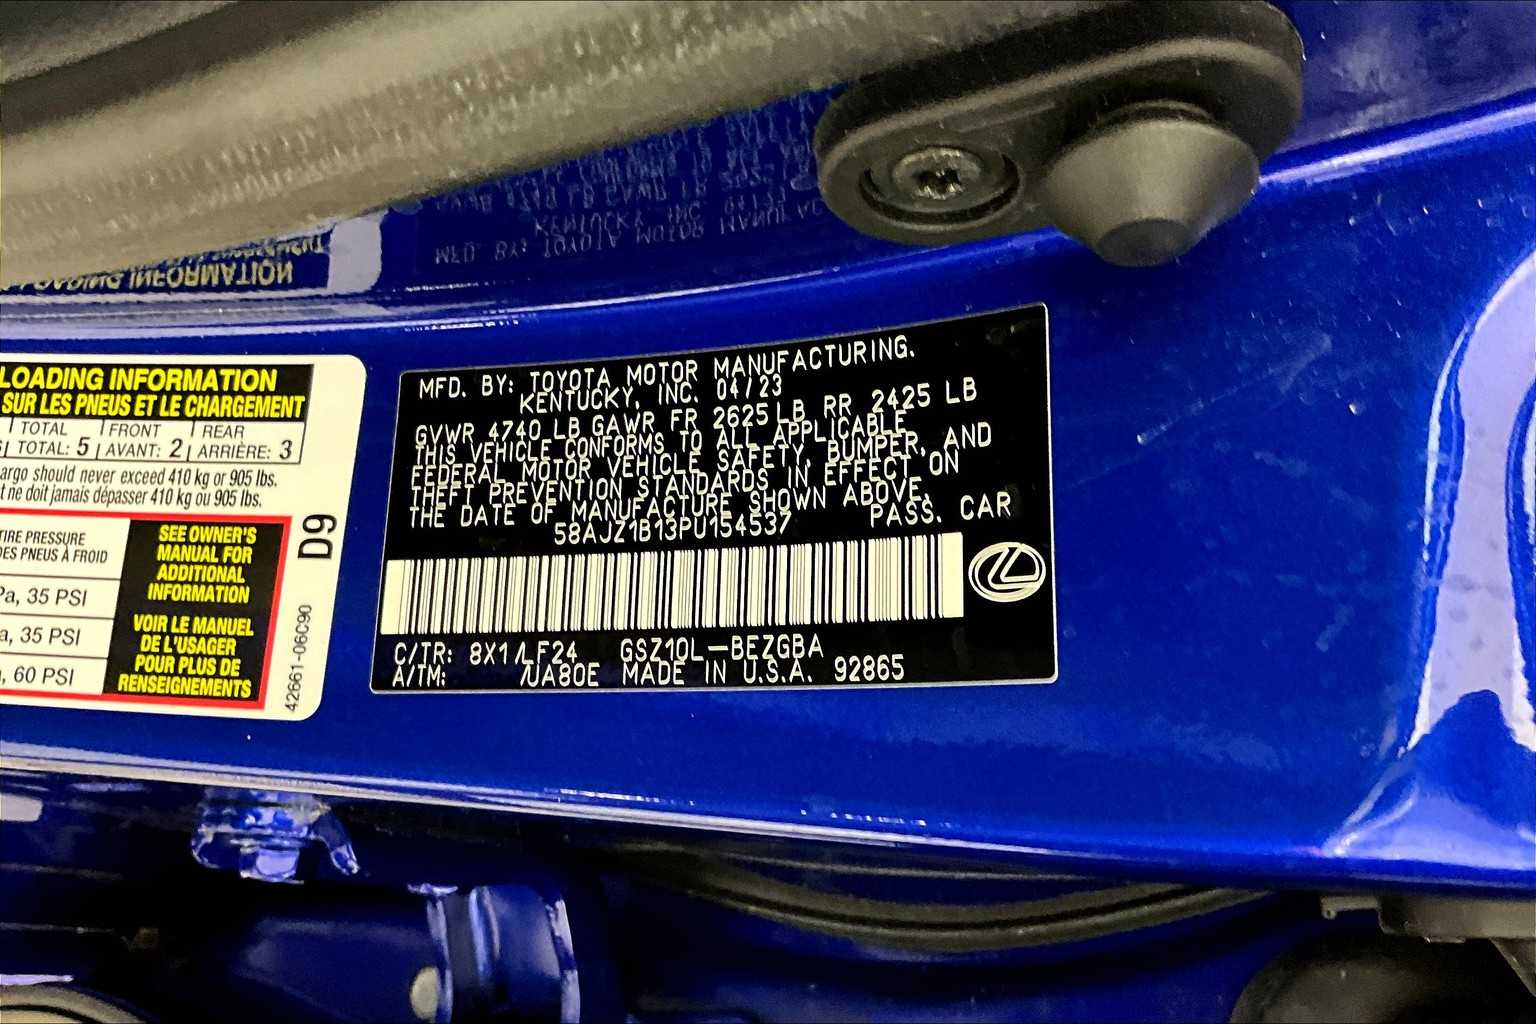 LOADING INFORMATION
SUR LES PNEUS ET LE CHARGEMENT
TOTAL FRONT REAR
TOTAL: 5 AVANT: 2 ARRIÈRE: 3
argo should never exceed 410 kg or 905 lbs.
t ne doit jamais dépasser 410 kg ou 905 lbs.
TIRE PRESSURE
DES PNEUS À FROID
Pa, 35 PSI
a, 35 PSI
, 60 PSI
SEE OWNER'S
MANUAL FOR
ADDITIONAL
INFORMATION
VOIR LE MANUEL
DE L'USAGER
POUR PLUS DE
RENSEIGNEMENTS
D9
42661-06C90
MFD. BY: TOYOTA MOTOR MANUFACTURING.
KENTUCKY, INC. 04/23
GVWR 4740 LB GAWR FR 2625 LB RR 2425 LB
THIS VEHICLE CONFORMS TO ALL APPLICABLE
FEDERAL MOTOR VEHICLE SAFETY, BUMPER, AND
THEFT PREVENTION STANDARDS IN EFFECT ON
THE DATE OF MANUFACTURE SHOWN ABOVE.
58AJZ1B13PU154537 PASS. CAR
C/TR: 8X1/LF24 GSZ10L-BEZGBA
A/TM: /UA80E MADE IN U.S.A. 92865